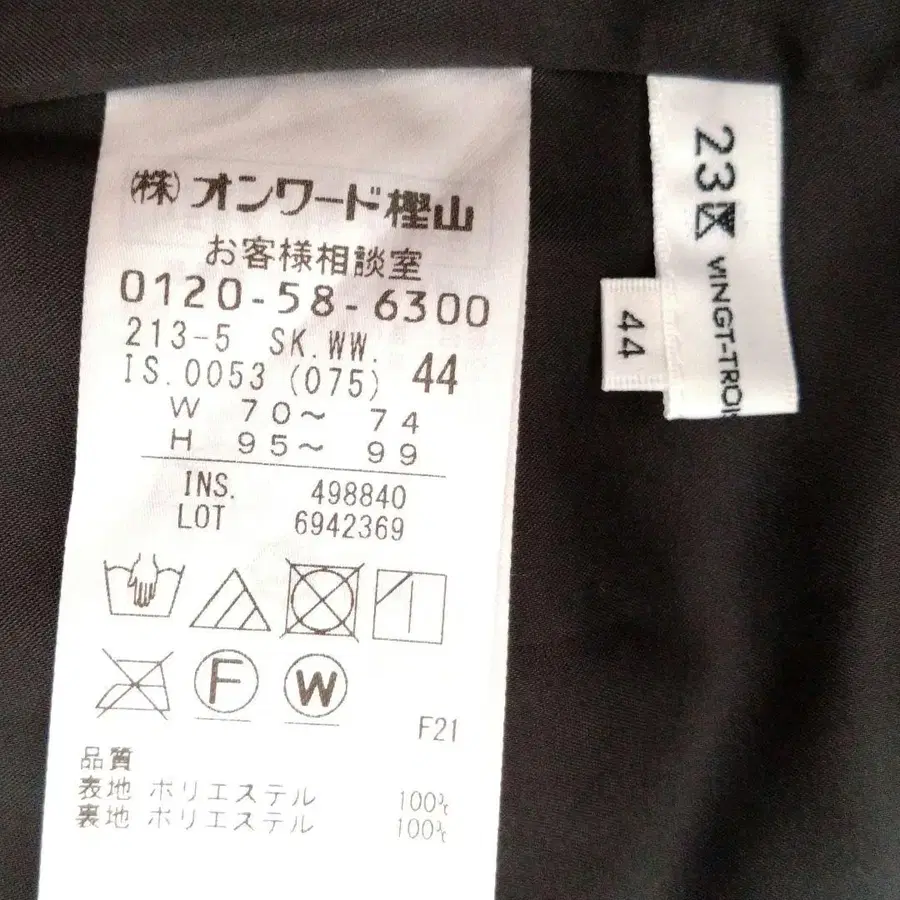 ㈱オンワード樫山
お客様相談室
0120-58-6300
213-5 SK.WW.
IS.0053 (075) 44
W 70～ 74
H 95～ 99
INS. 498840
LOT 6942369
F
W
F21
品質
表地 ポリエステル 100%
裏地 ポリエステル 100%
23区
VINGT-TROIS
44